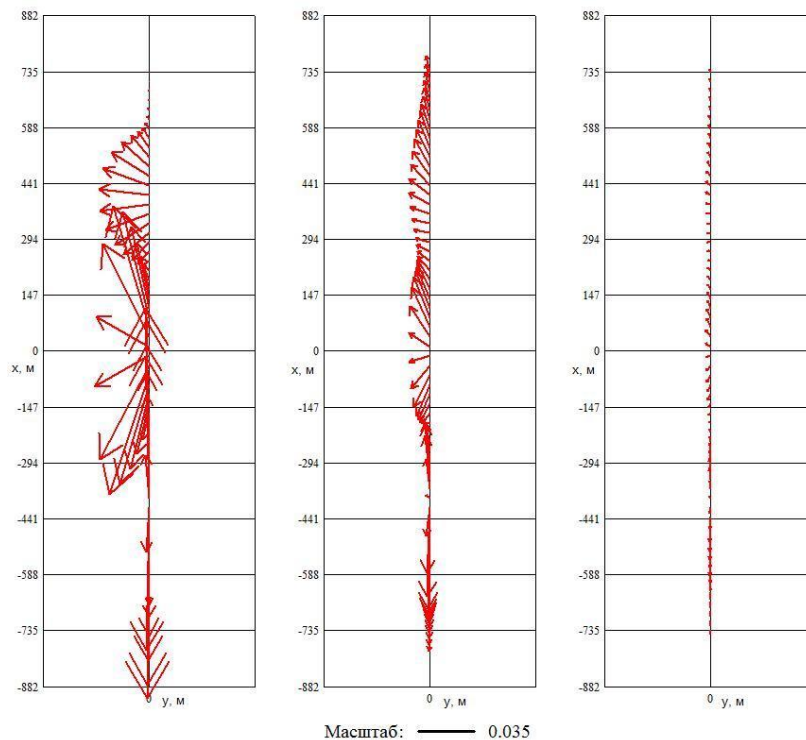 882 882 882
735 735 735
588 588 588
441 441 441
294 294 294
147 147 147
0 0 0
х, м х, м х, м
-147 -147 -147
-294 -294 -294
-441 -441 -441
-588 -588 -588
-735 -735 -735
-882 -882 -882
0 у, м 0 у, м 0 у, м
Масштаб: 0.035